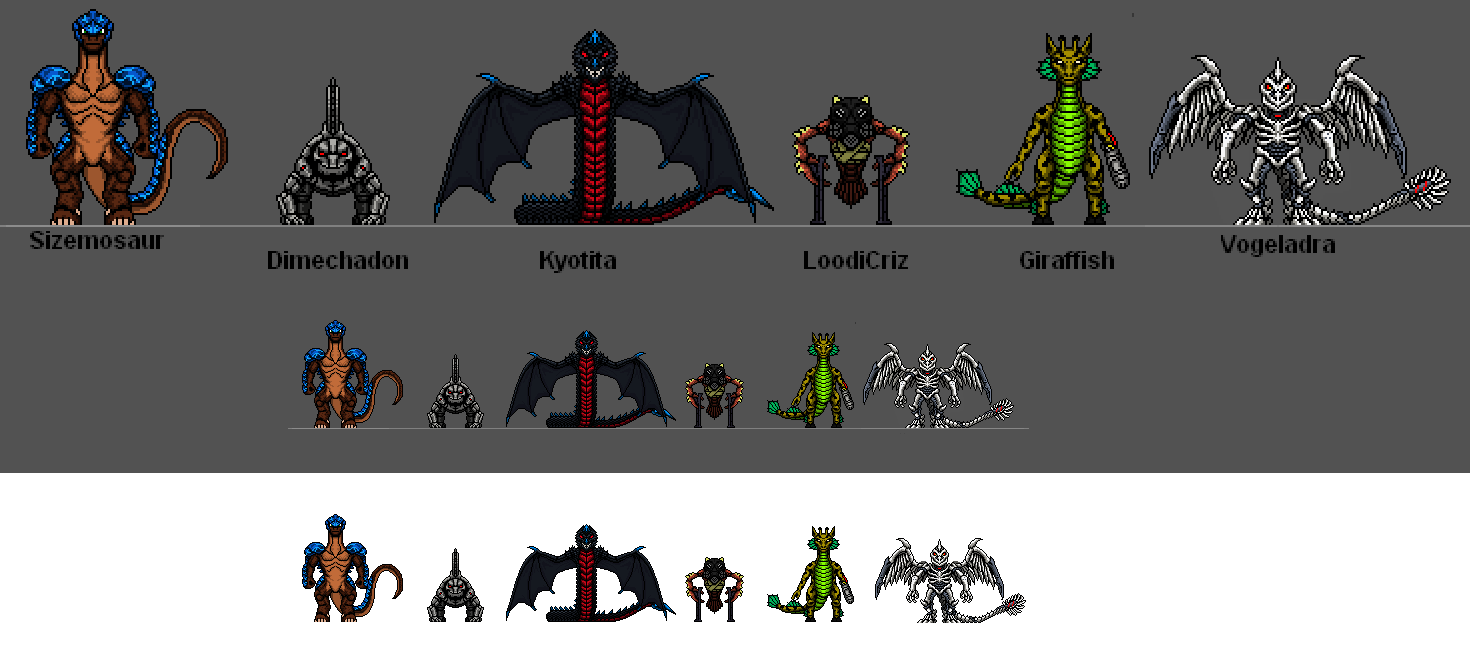 Sizemosaur
Dimechadon
Kyotita
LoodiCriz
Giraffish
Vogeladra